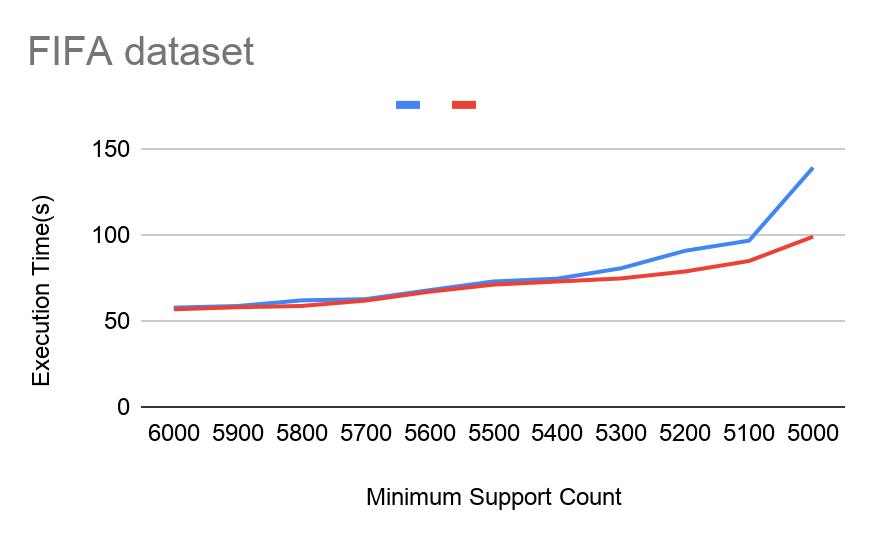 FIFA dataset
150
100
50
0
Execution Time(s)
6000 5900 5800 5700 5600 5500 5400 5300 5200 5100 5000
Minimum Support Count